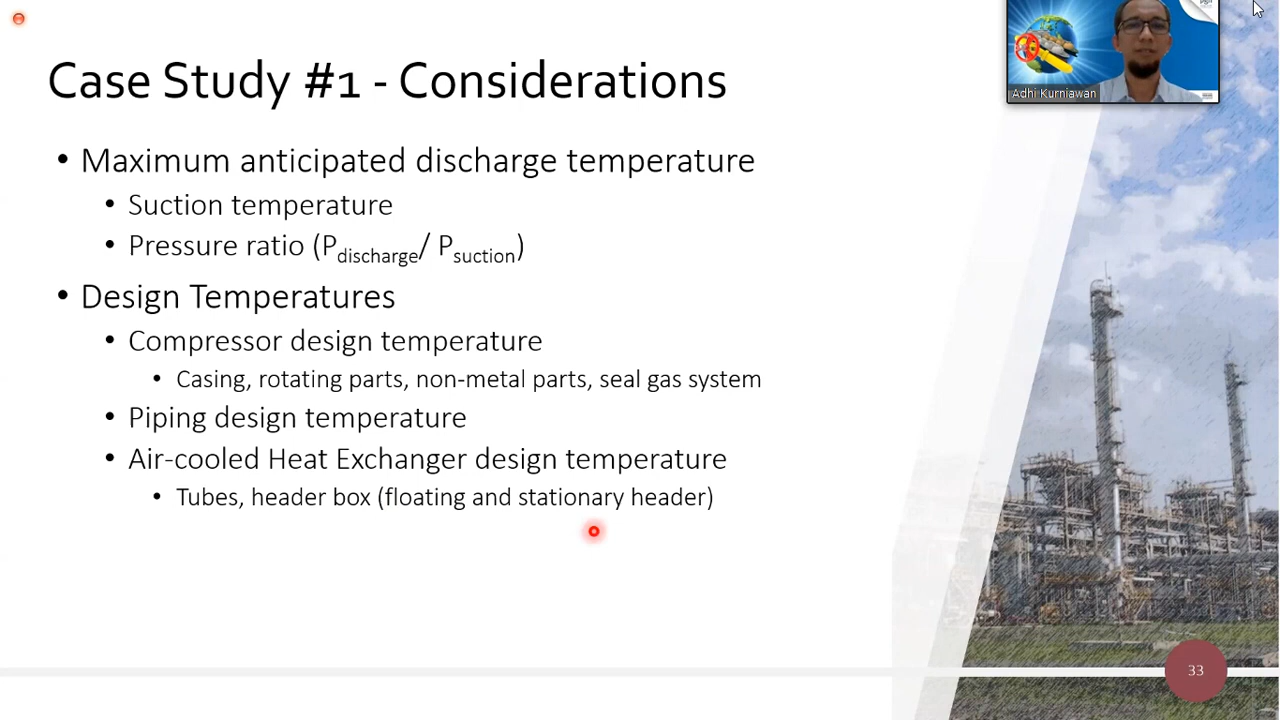 Case Study #1 - Considerations
• Maximum anticipated discharge temperature
• Suction temperature
• Pressure ratio (Pdischarge/ Psuction)
• Design Temperatures
• Compressor design temperature
• Casing, rotating parts, non-metal parts, seal gas system
• Piping design temperature
• Air-cooled Heat Exchanger design temperature
• Tubes, header box (floating and stationary header)
Adhi Kurniawan
33